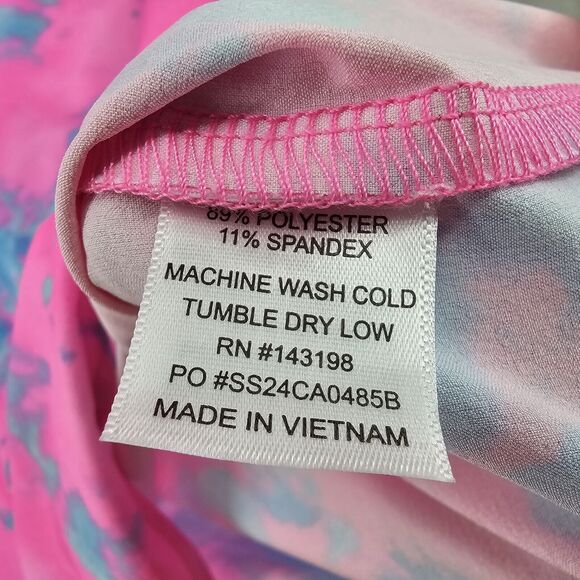 89% POLYESTER
11% SPANDEX
MACHINE WASH COLD
TUMBLE DRY LOW
RN #143198
PO #SS24CA0485B
MADE IN VIETNAM